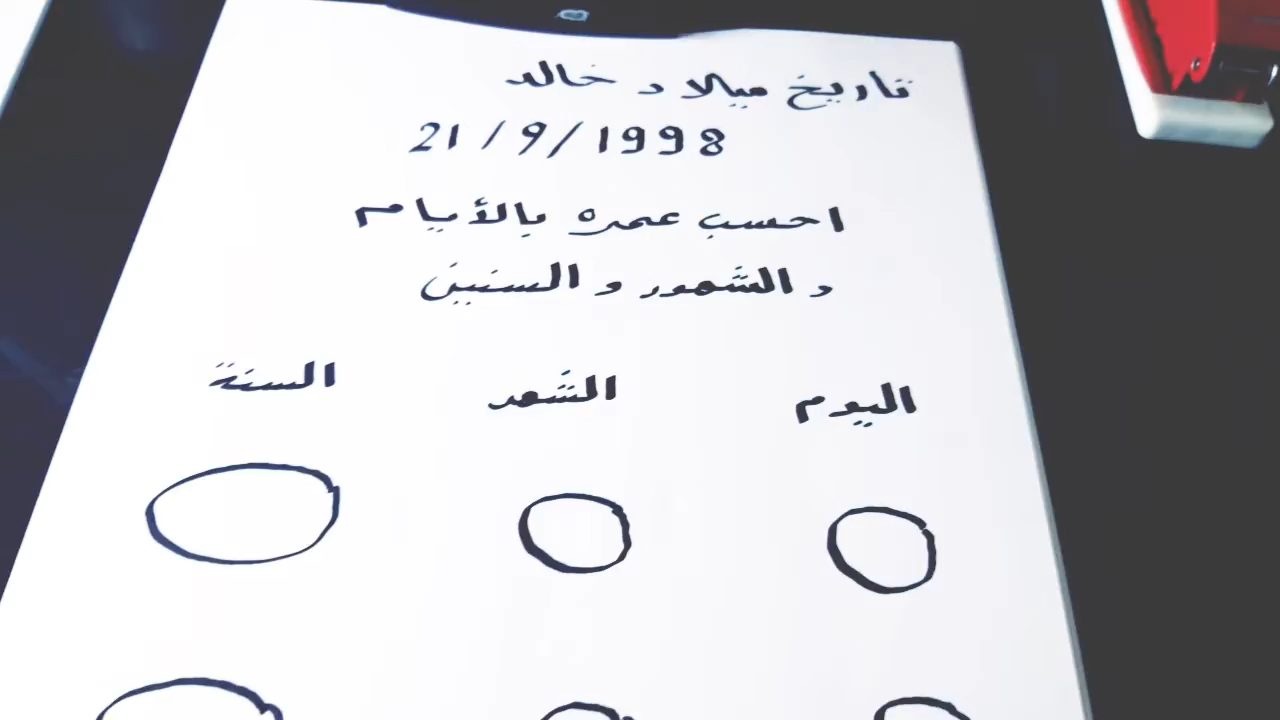 تاريخ ميلاد خالد
21/9/1998
احسب عمره بالأيام
و الشهور و السنين
اليوم الشهر السنة